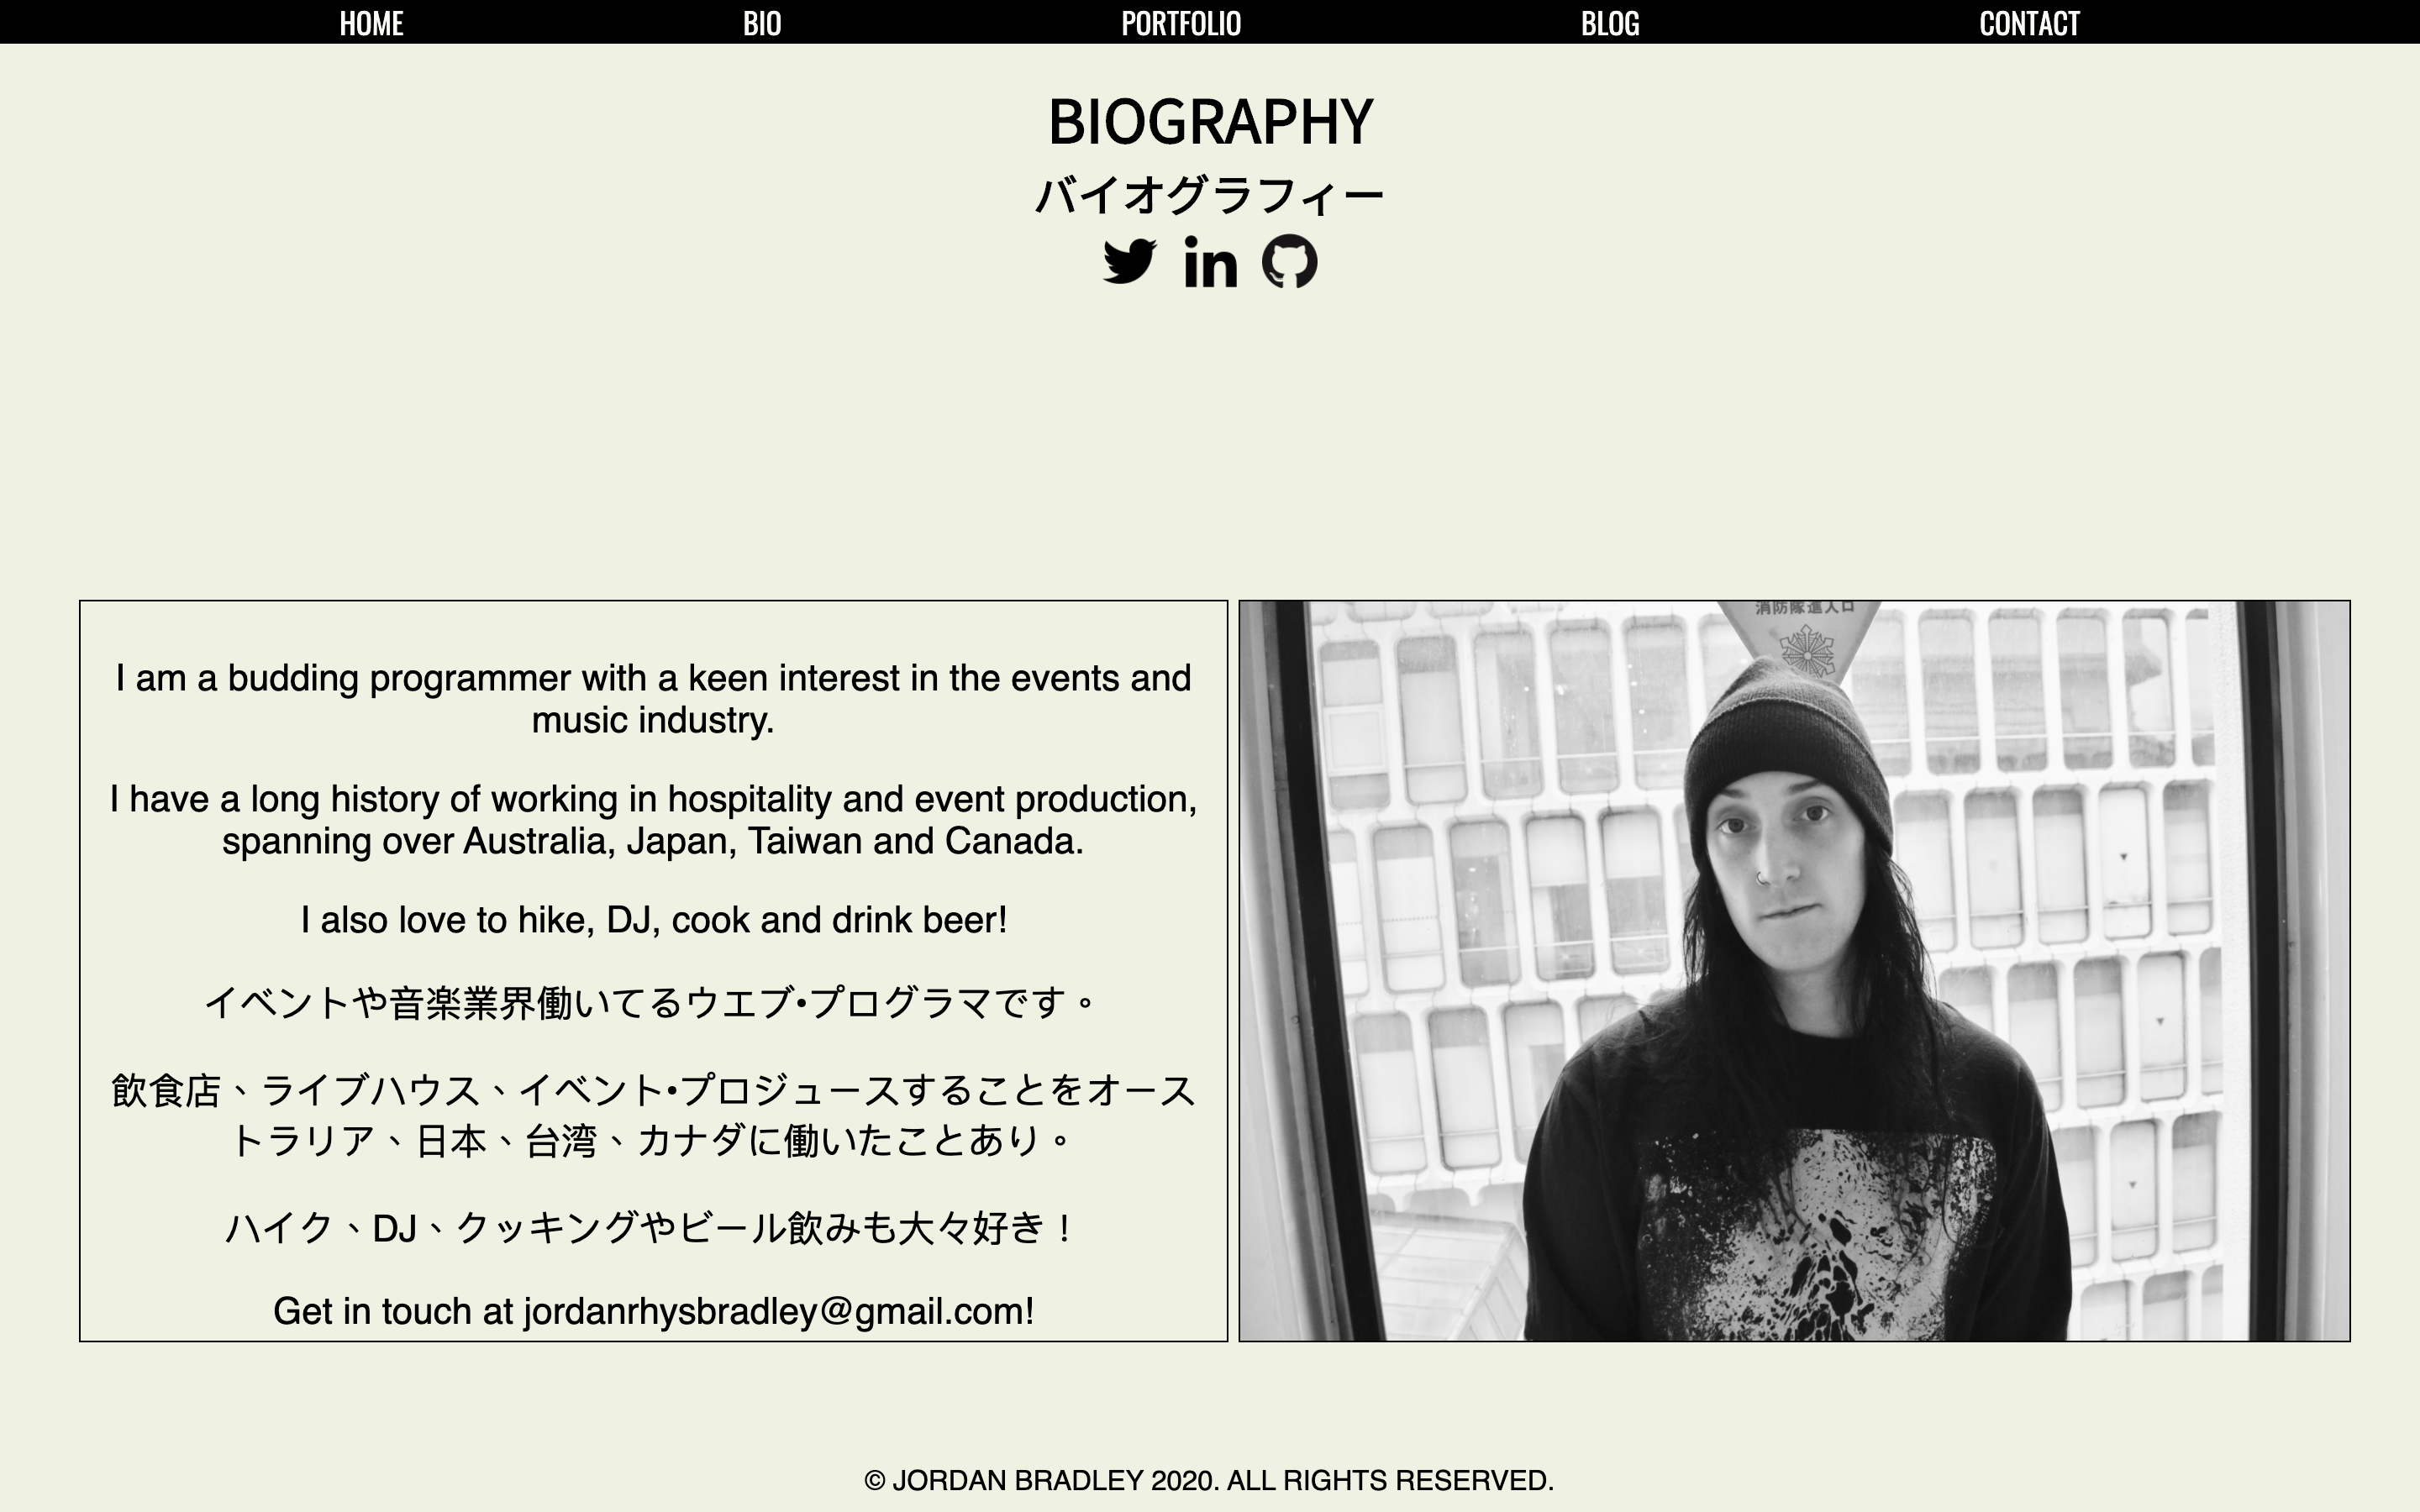 HOME BIO PORTFOLIO BLOG CONTACT
BIOGRAPHY
バイオグラフィー
in
I am a budding programmer with a keen interest in the events and
music industry.
I have a long history of working in hospitality and event production,
spanning over Australia, Japan, Taiwan and Canada.
I also love to hike, DJ, cook and drink beer!
イベントや音楽業界働いてるウエブ•プログラマです。
飲食店、ライブハウス、イベント•プロジュースすることをオース
トラリア、日本、台湾、カナダに働いたことあり。
ハイク、DJ、クッキングやビール飲みも大々好き！
Get in touch at jordanrhysbradley@gmail.com!
消防隊進入口
© JORDAN BRADLEY 2020. ALL RIGHTS RESERVED.